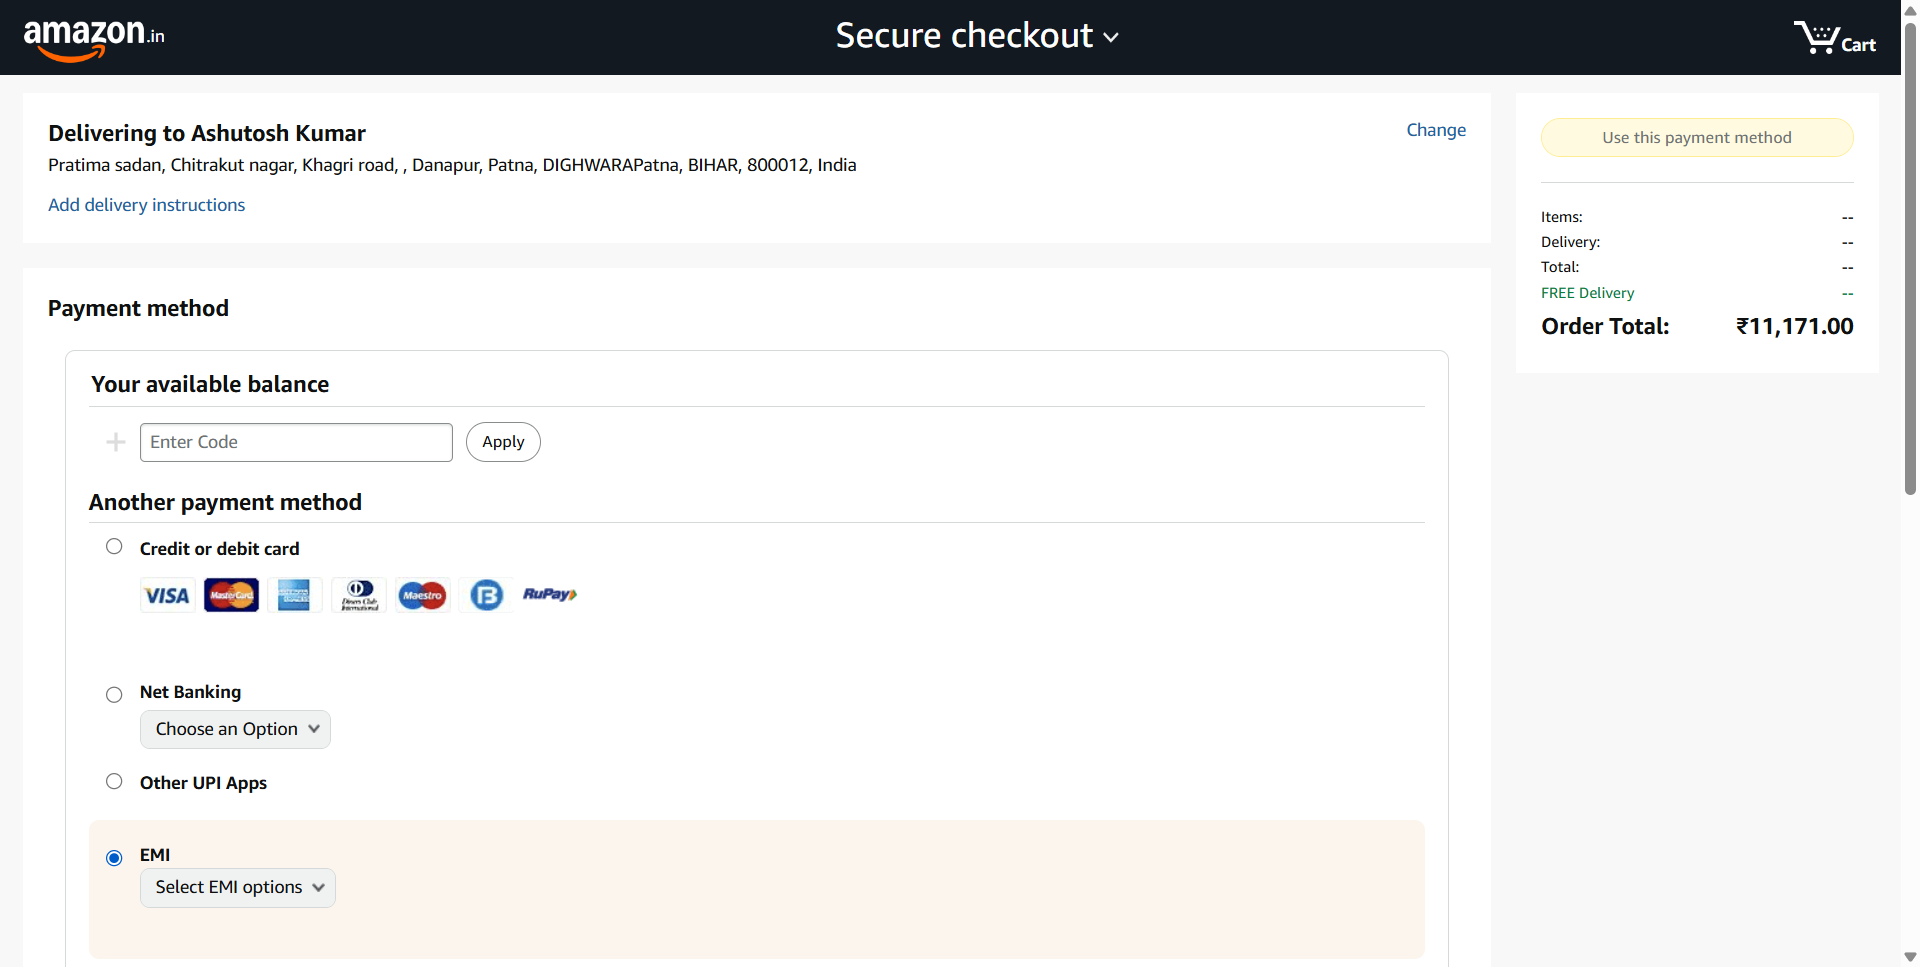 amazon.in
Secure checkout
Cart
Delivering to Ashutosh Kumar
Change
Pratima sadan, Chitrakut nagar, Khagri road, , Danapur, Patna, DIGHWARAPatna, BIHAR, 800012, India
Add delivery instructions
Use this payment method
Items: --
Delivery: --
Total: --
FREE Delivery --
Order Total: ₹11,171.00
Payment method
Your available balance
Enter Code
Apply
Another payment method
Credit or debit card
VISA MasterCard Diners Club International Maestro B RuPay
Net Banking
Choose an Option
Other UPI Apps
EMI
Select EMI options